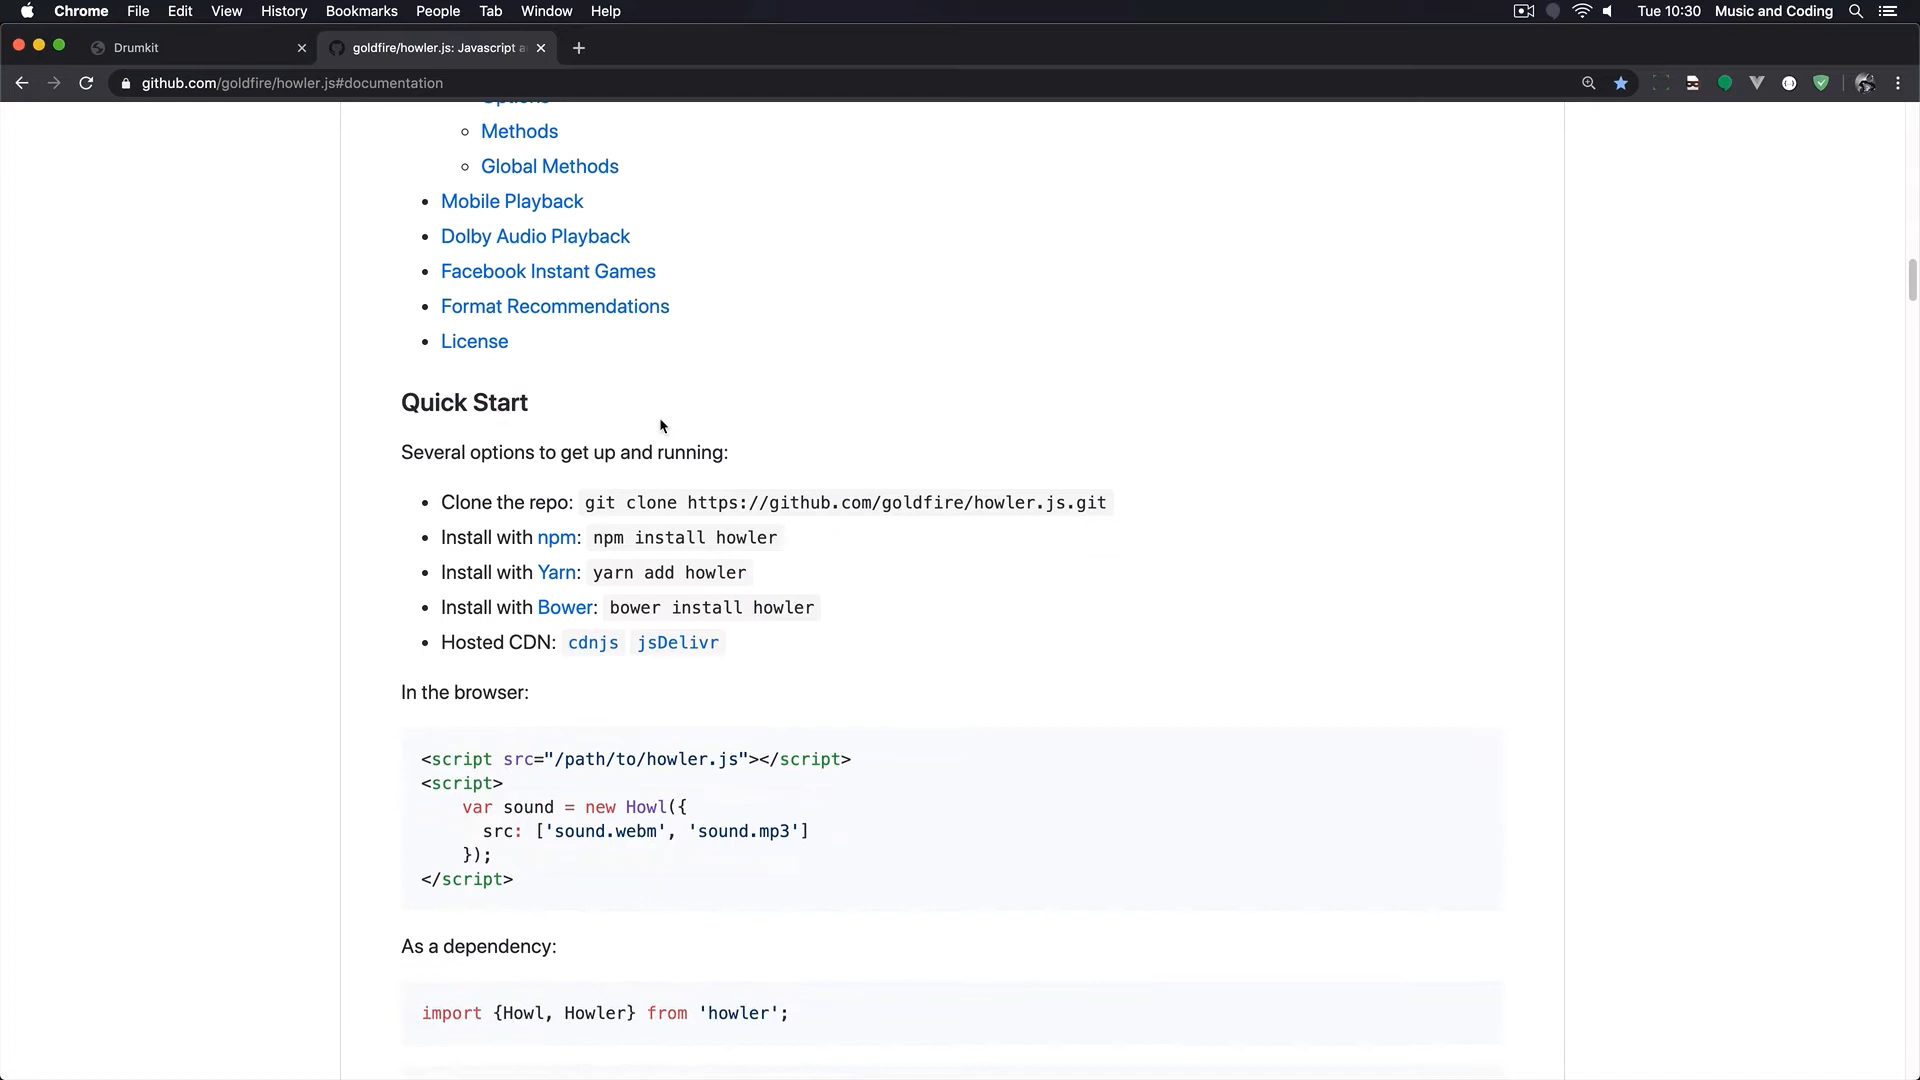 Chrome File Edit View History Bookmarks People Tab Window Help Tue 10:30 Music and Coding
Drumkit goldfire/howler.js: Javascript a
github.com/goldfire/howler.js#documentation
Options
Methods
Global Methods
Mobile Playback
Dolby Audio Playback
Facebook Instant Games
Format Recommendations
License
Quick Start
Several options to get up and running:
Clone the repo: git clone https://github.com/goldfire/howler.js.git
Install with npm: npm install howler
Install with Yarn: yarn add howler
Install with Bower: bower install howler
Hosted CDN: cdnjs jsDelivr
In the browser:
<script src="/path/to/howler.js"></script>
<script>
var sound = new Howl({
src: ['sound.webm', 'sound.mp3']
});
</script>
As a dependency:
import {Howl, Howler} from 'howler';